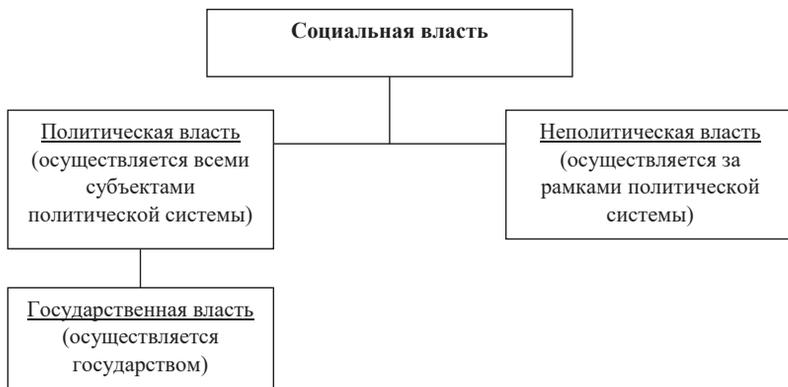 Социальная власть
Политическая власть
(осуществляется всеми
субъектами
политической системы)
Неполитическая власть
(осуществляется за
рамками политической
системы)
Государственная власть
(осуществляется
государством)